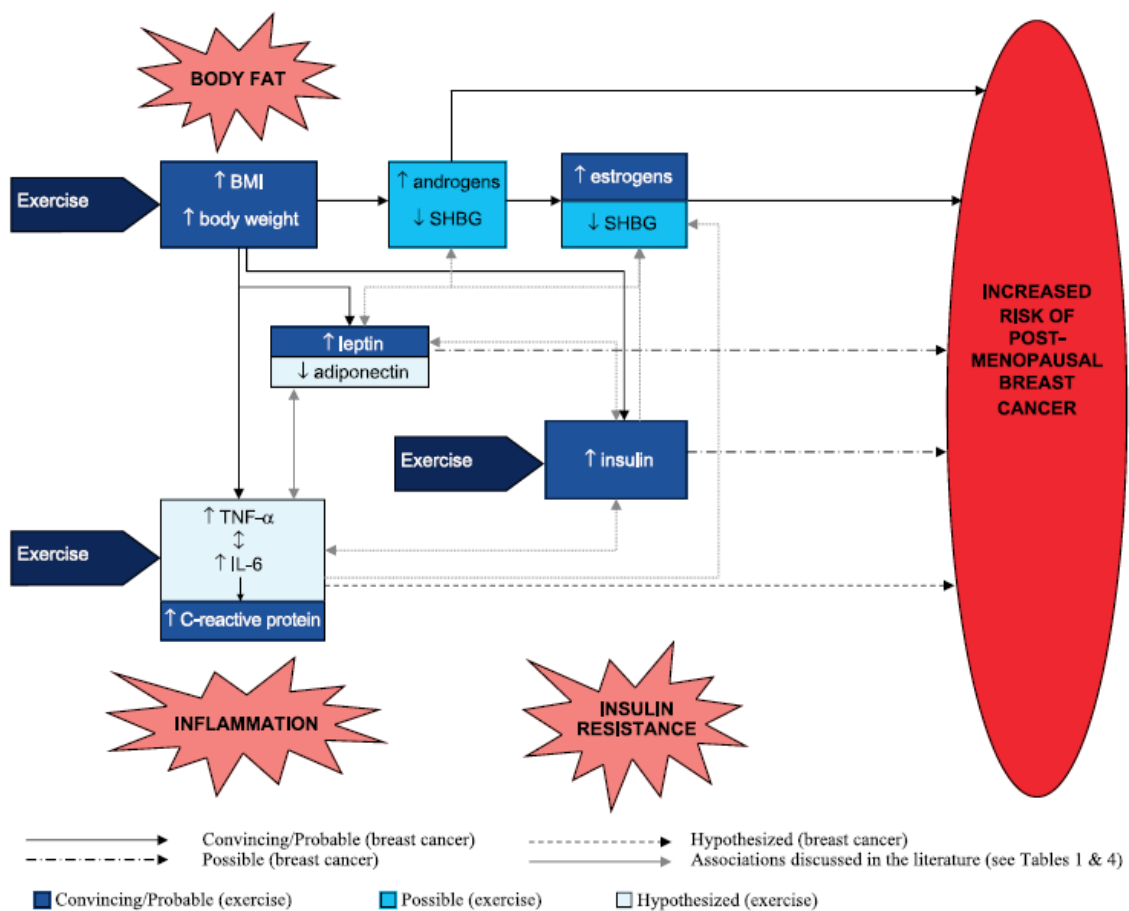 BODY FAT
Exercise
↑ BMI
↑ body weight
↑ androgens
↓ SHBG
↑ estrogens
↓ SHBG
↑ leptin
↓ adiponectin
Exercise
↑ insulin
Exercise
↑ TNF-α
↕
↑ IL-6
↑ C-reactive protein
INCREASED
RISK OF
POST-
MENOPAUSAL
BREAST
CANCER
INFLAMMATION
INSULIN
RESISTANCE
Convincing/Probable (breast cancer)
Possible (breast cancer)
Hypothesized (breast cancer)
Associations discussed in the literature (see Tables 1 & 4)
Convincing/Probable (exercise)
Possible (exercise)
Hypothesized (exercise)